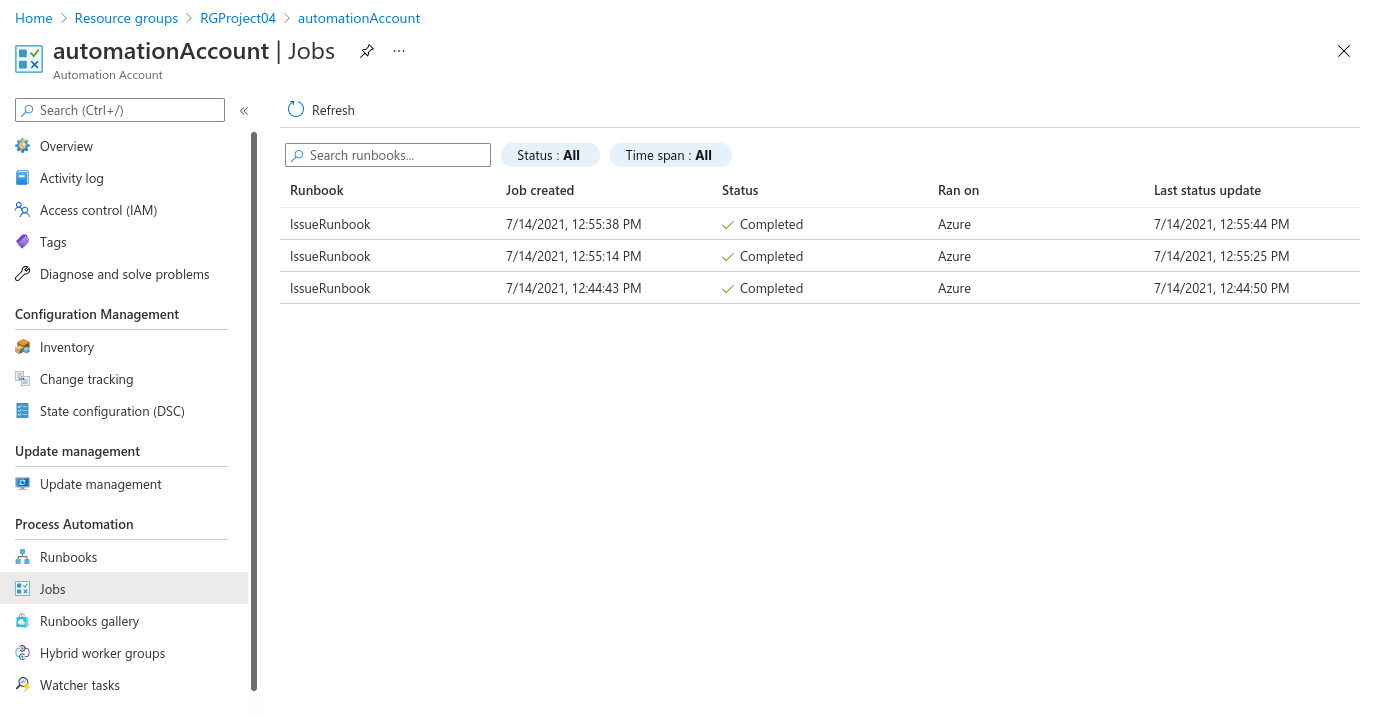 Home > Resource groups > RGProject04 > automationAccount
automationAccount | Jobs ...
Automation Account
Search (Ctrl+/) «
Overview
Activity log
Access control (IAM)
Tags
Diagnose and solve problems
Configuration Management
Inventory
Change tracking
State configuration (DSC)
Update management
Update management
Process Automation
Runbooks
Jobs
Runbooks gallery
Hybrid worker groups
Watcher tasks
Refresh
Search runbooks... Status : All Time span : All
Runbook Job created Status Ran on Last status update
IssueRunbook 7/14/2021, 12:55:38 PM Completed Azure 7/14/2021, 12:55:44 PM
IssueRunbook 7/14/2021, 12:55:14 PM Completed Azure 7/14/2021, 12:55:25 PM
IssueRunbook 7/14/2021, 12:44:43 PM Completed Azure 7/14/2021, 12:44:50 PM